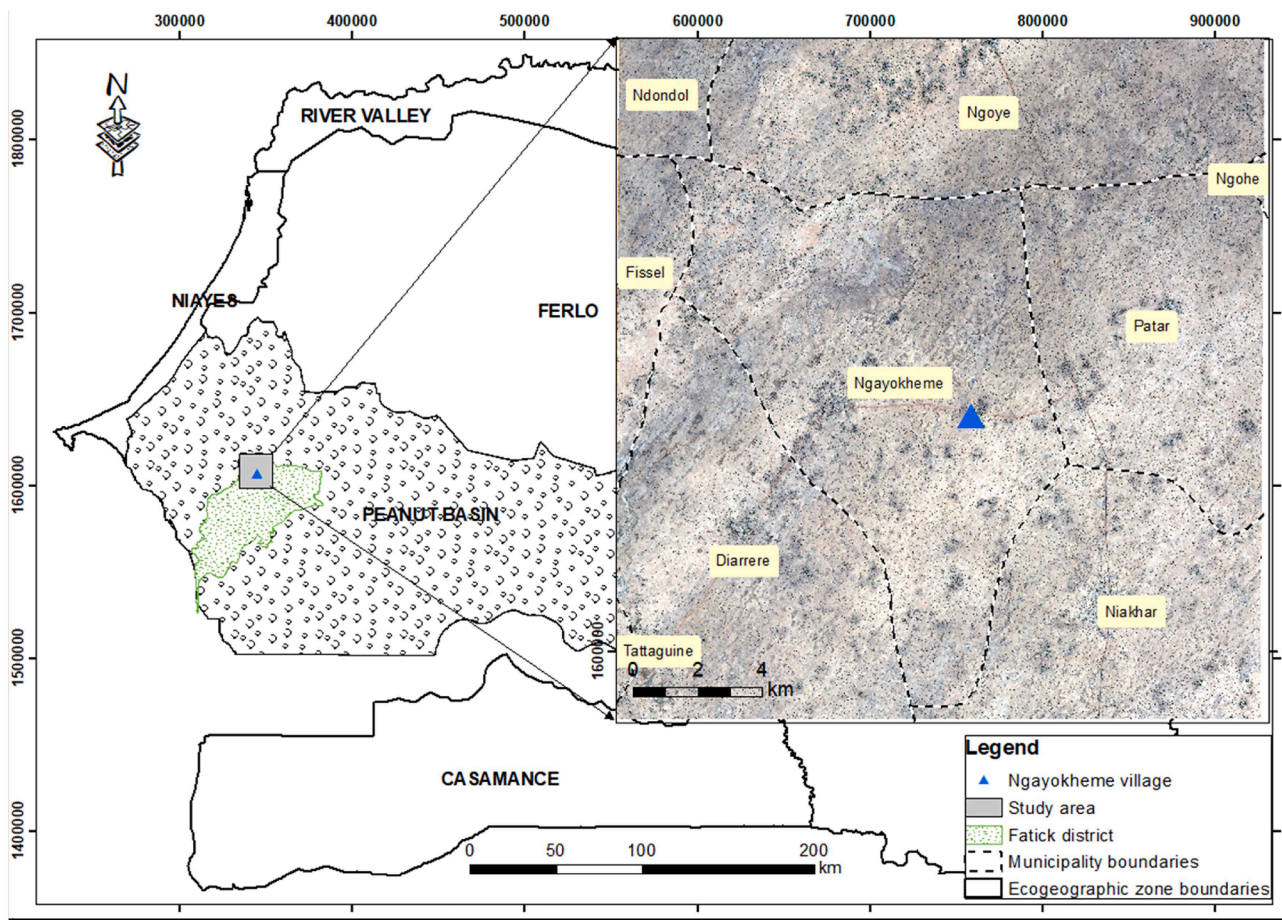 300000
400000
500000
600000
700000
800000
900000
N
1800000
1700000
1600000
1500000
1400000
RIVER VALLEY
NIAYES
FERLO
PEANUT BASIN
CASAMANCE
Ndondol
Ngoye
Ngohe
Fissel
Patar
Ngayokheme
Diarrere
Niakhar
Tattaguine
1600000
0 2 4
km
0 50 100 200
km
Legend
Ngayokheme village
Study area
Fatick district
Municipality boundaries
Ecogeographic zone boundaries